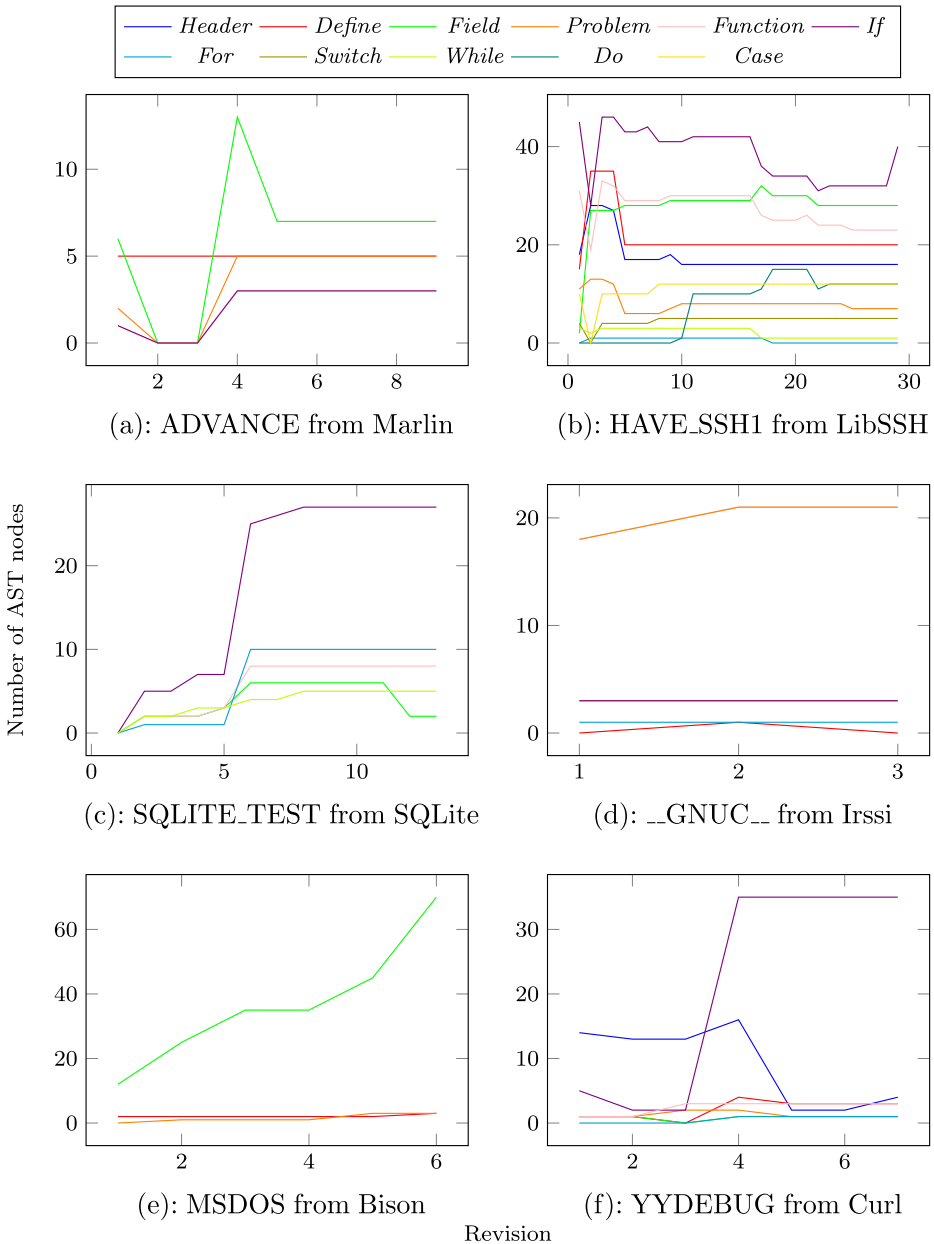 Header Define Field Problem Function If
For Switch While Do Case
10
5
0
2 4 6 8
(a): ADVANCE from Marlin
40
20
0
0 10 20 30
(b): HAVE_SSH1 from LibSSH
Number of AST nodes
20
10
0
0 5 10
(c): SQLITE_TEST from SQLite
20
10
0
1 2 3
(d): __GNUC__ from Irssi
60
40
20
0
2 4 6
(e): MSDOS from Bison
30
20
10
0
2 4 6
(f): YYDEBUG from Curl
Revision